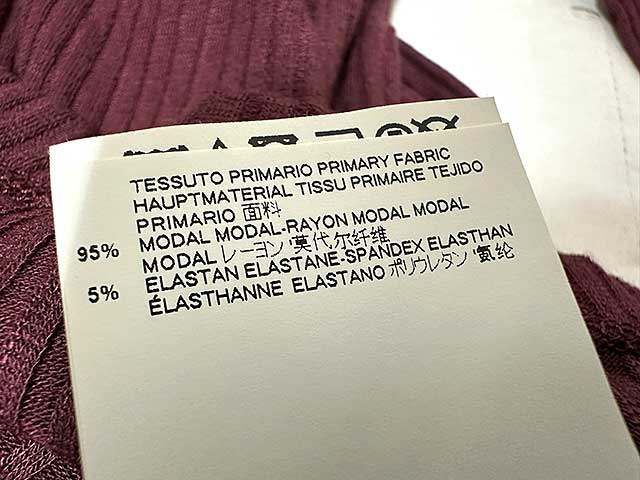 TESSUTO PRIMARIO PRIMARY FABRIC
HAUPTMATERIAL TISSU PRIMAIRE TEJIDO
PRIMARIO 面料
95% MODAL MODAL-RAYON MODAL MODAL
MODAL レーヨン 莫代尔纤维
5% ELASTAN ELASTANE-SPANDEX ELASTHAN
ÉLASTHANNE ELASTANO ポリウレタン 氨纶